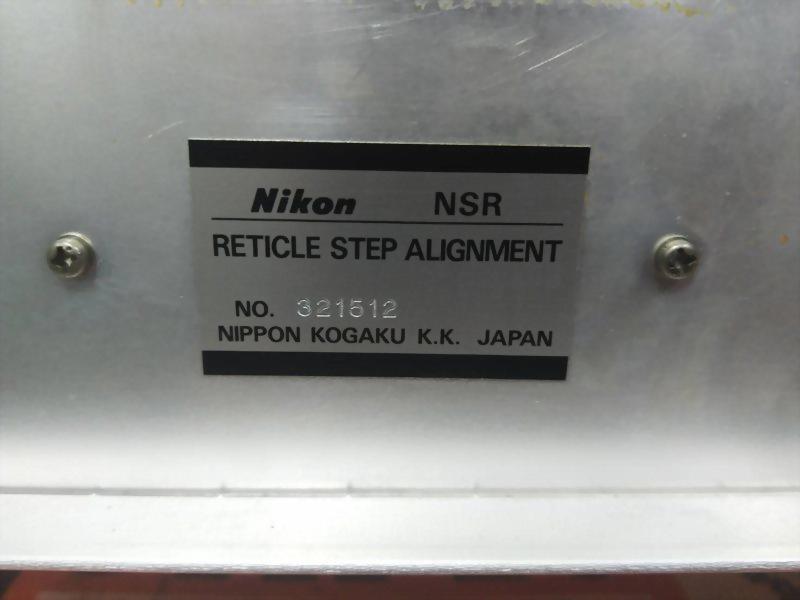 Nikon NSR
RETICLE STEP ALIGNMENT
NO. 321512
NIPPON KOGAKU K.K. JAPAN